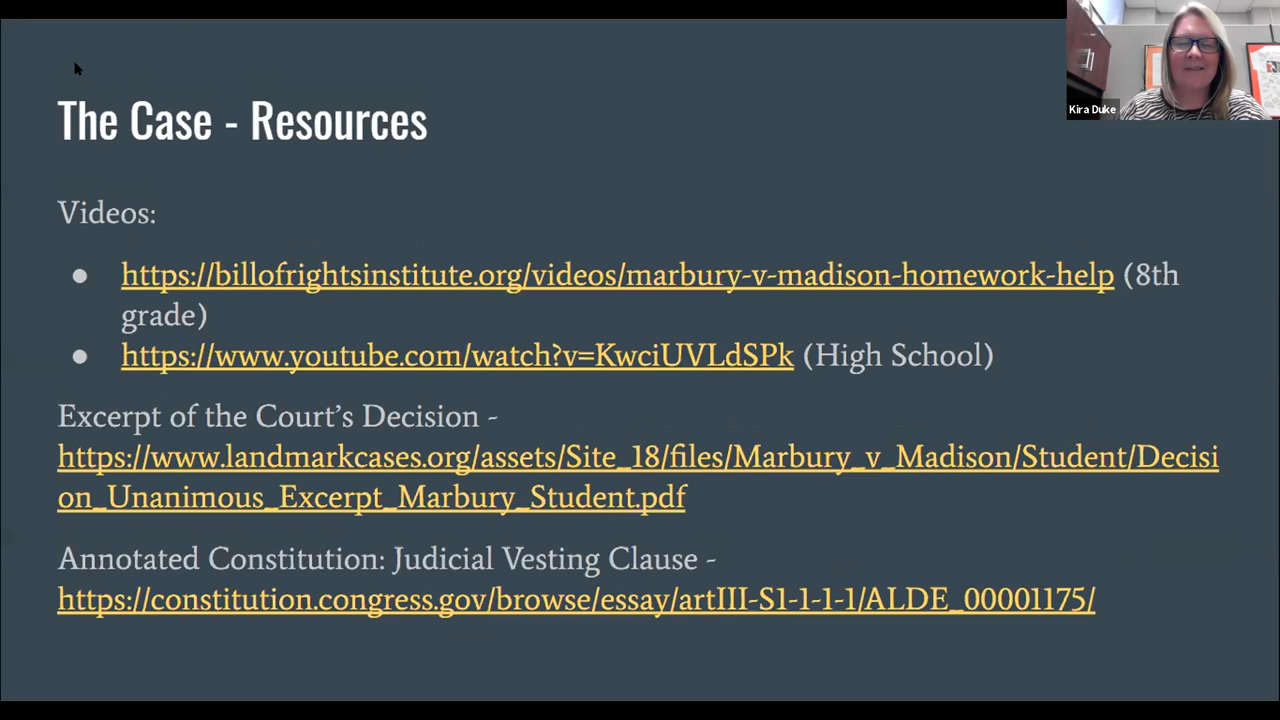 The Case - Resources
Kira Duke
Videos:
● https://billofrightsinstitute.org/videos/marbury-v-madison-homework-help (8th
grade)
● https://www.youtube.com/watch?v=KwciUVLdSPk (High School)
Excerpt of the Court's Decision -
https://www.landmarkcases.org/assets/Site_18/files/Marbury_v_Madison/Student/Decisi
on_Unanimous_Excerpt_Marbury_Student.pdf
Annotated Constitution: Judicial Vesting Clause -
https://constitution.congress.gov/browse/essay/artIII-S1-1-1-1/ALDE_00001175/